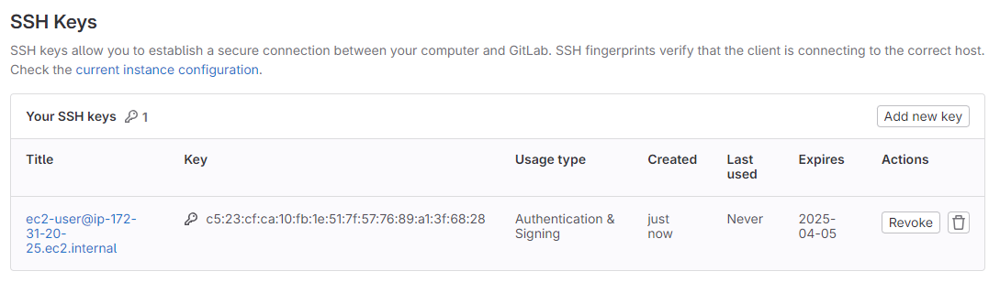 SSH Keys
SSH keys allow you to establish a secure connection between your computer and GitLab. SSH fingerprints verify that the client is connecting to the correct host.
Check the current instance configuration.
Your SSH keys 1
Add new key
Title Key Usage type Created Last used Expires Actions
ec2-user@ip-172-31-20-25.ec2.internal c5:23:cf:ca:10:fb:1e:51:7f:57:76:89:a1:3f:68:28 Authentication & Signing just now Never 2025-04-05 Revoke